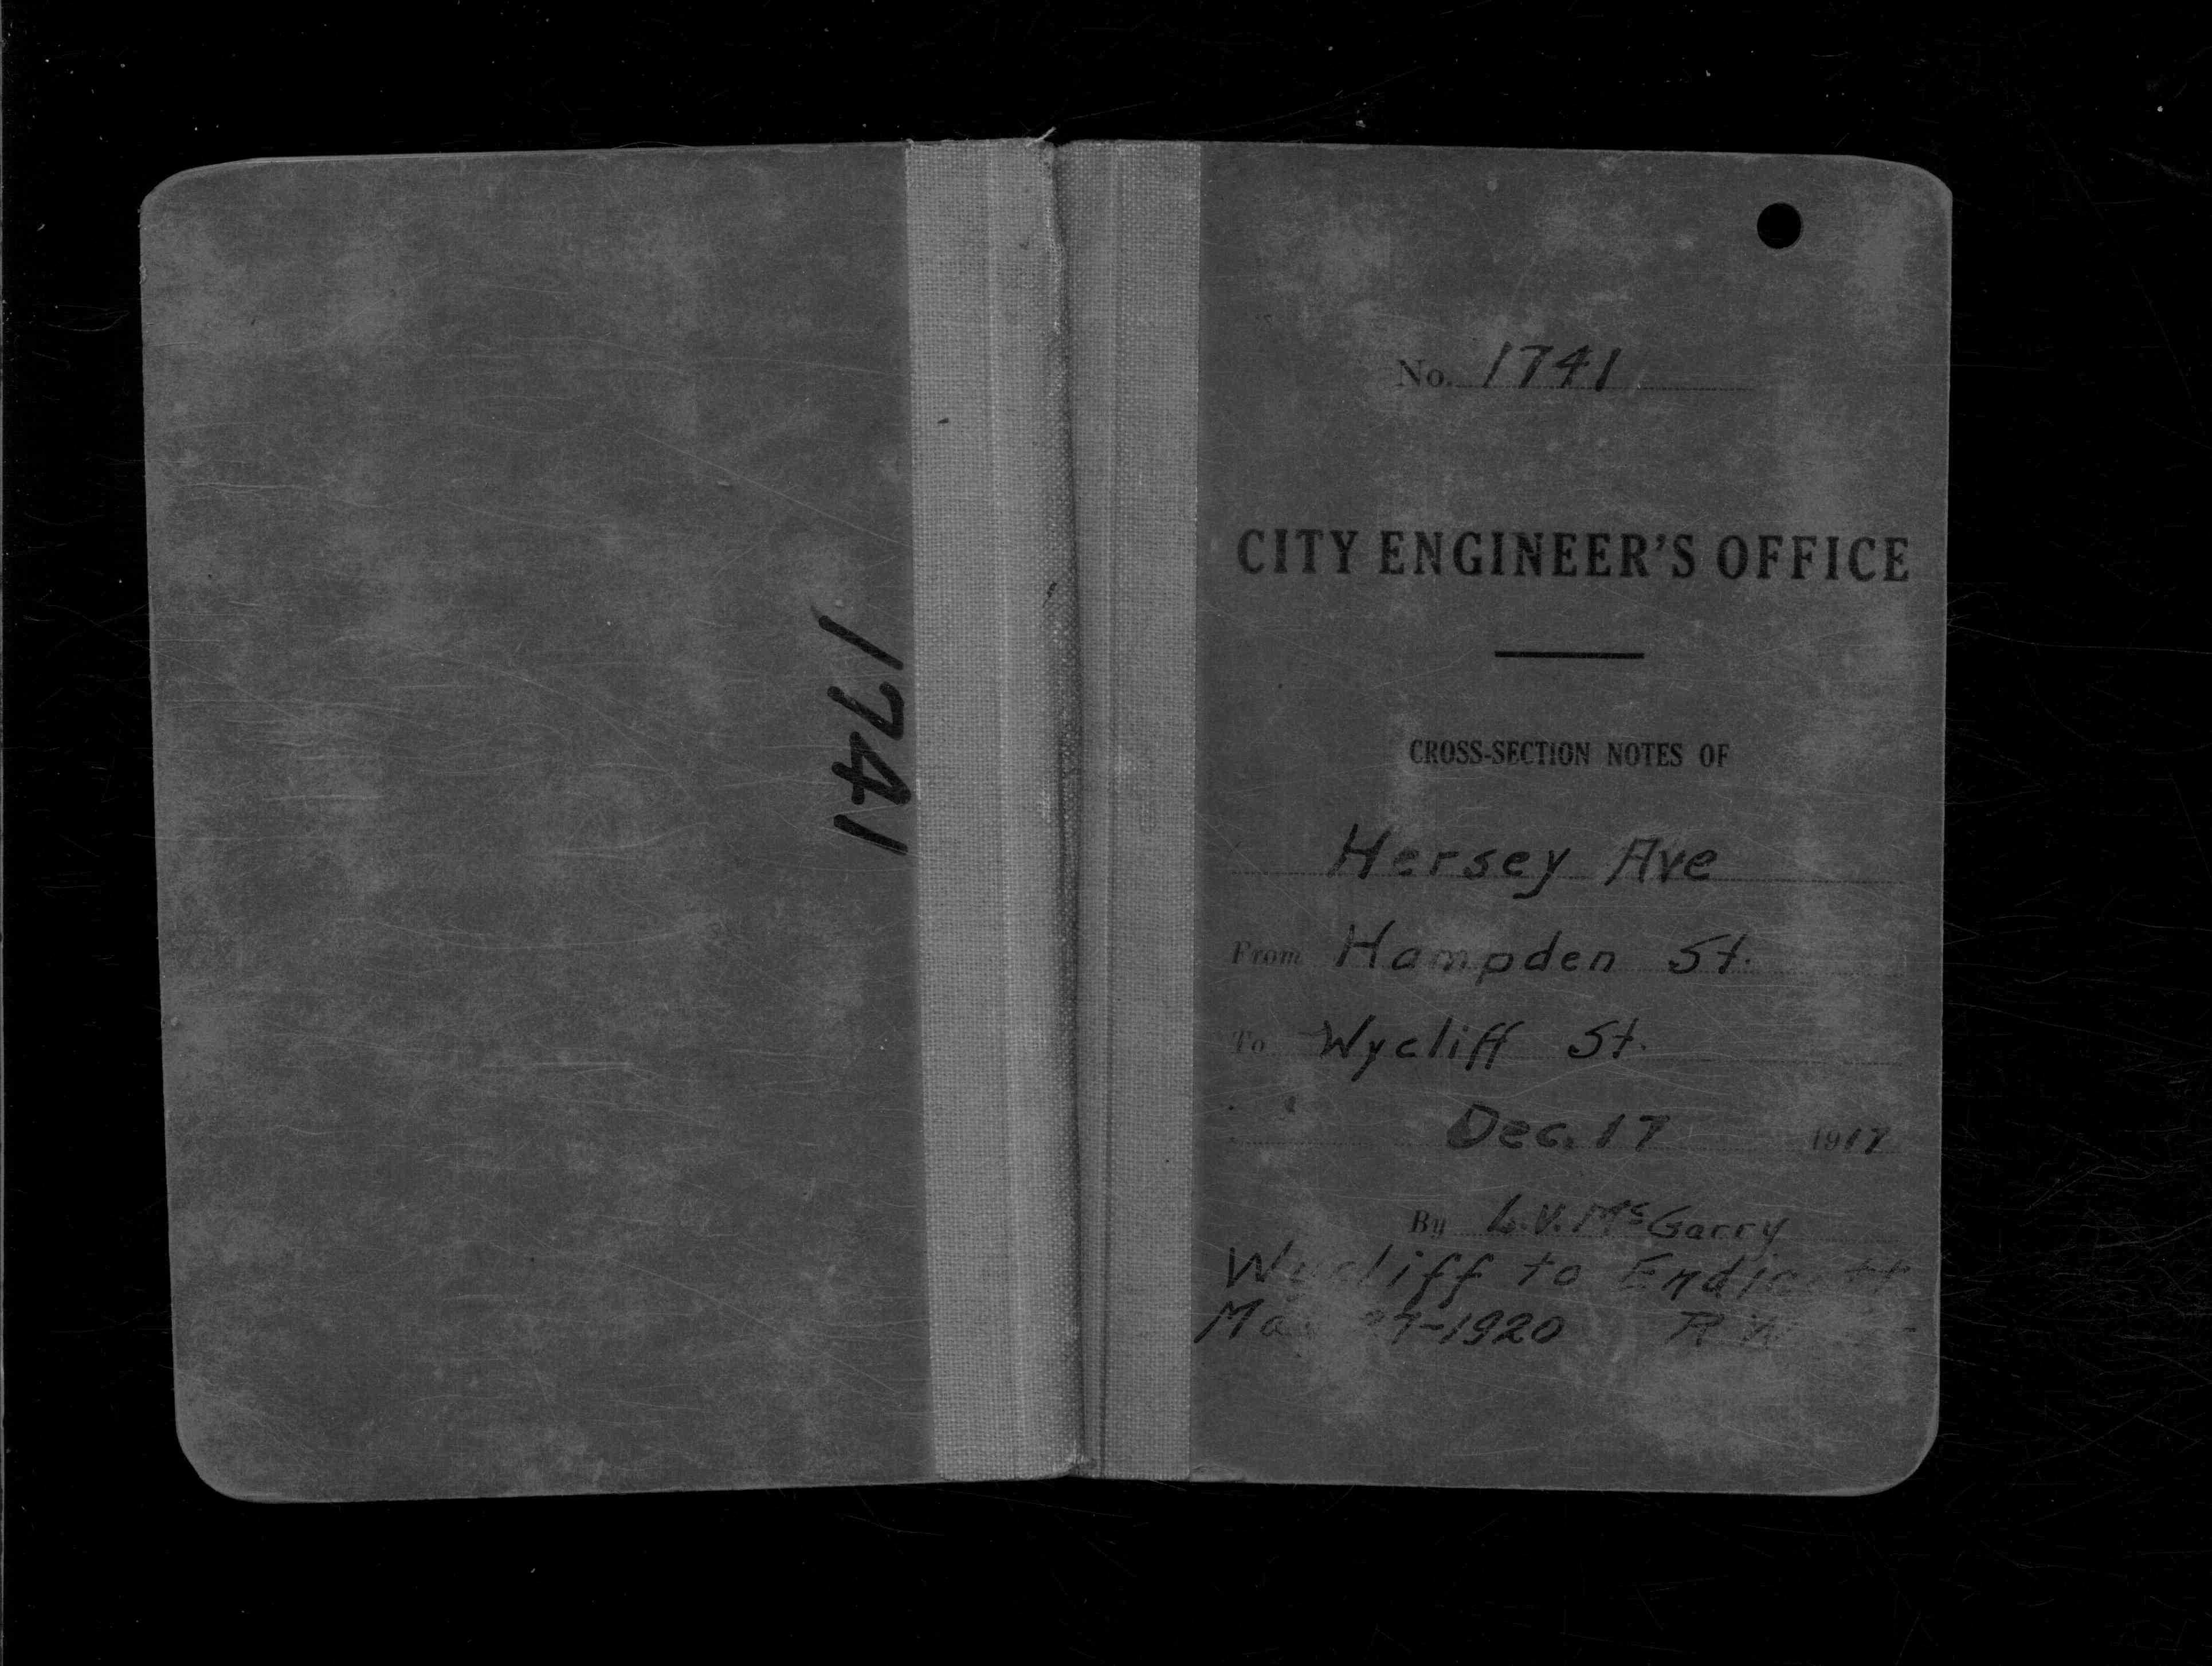 1741
No. 1741
CITY ENGINEER'S OFFICE
CROSS-SECTION NOTES OF
Hersey Ave
From Hampden St.
To Wycliff St.
Dec. 17 1917
By L.V. McGarry
Wycliff to Endicott
1920